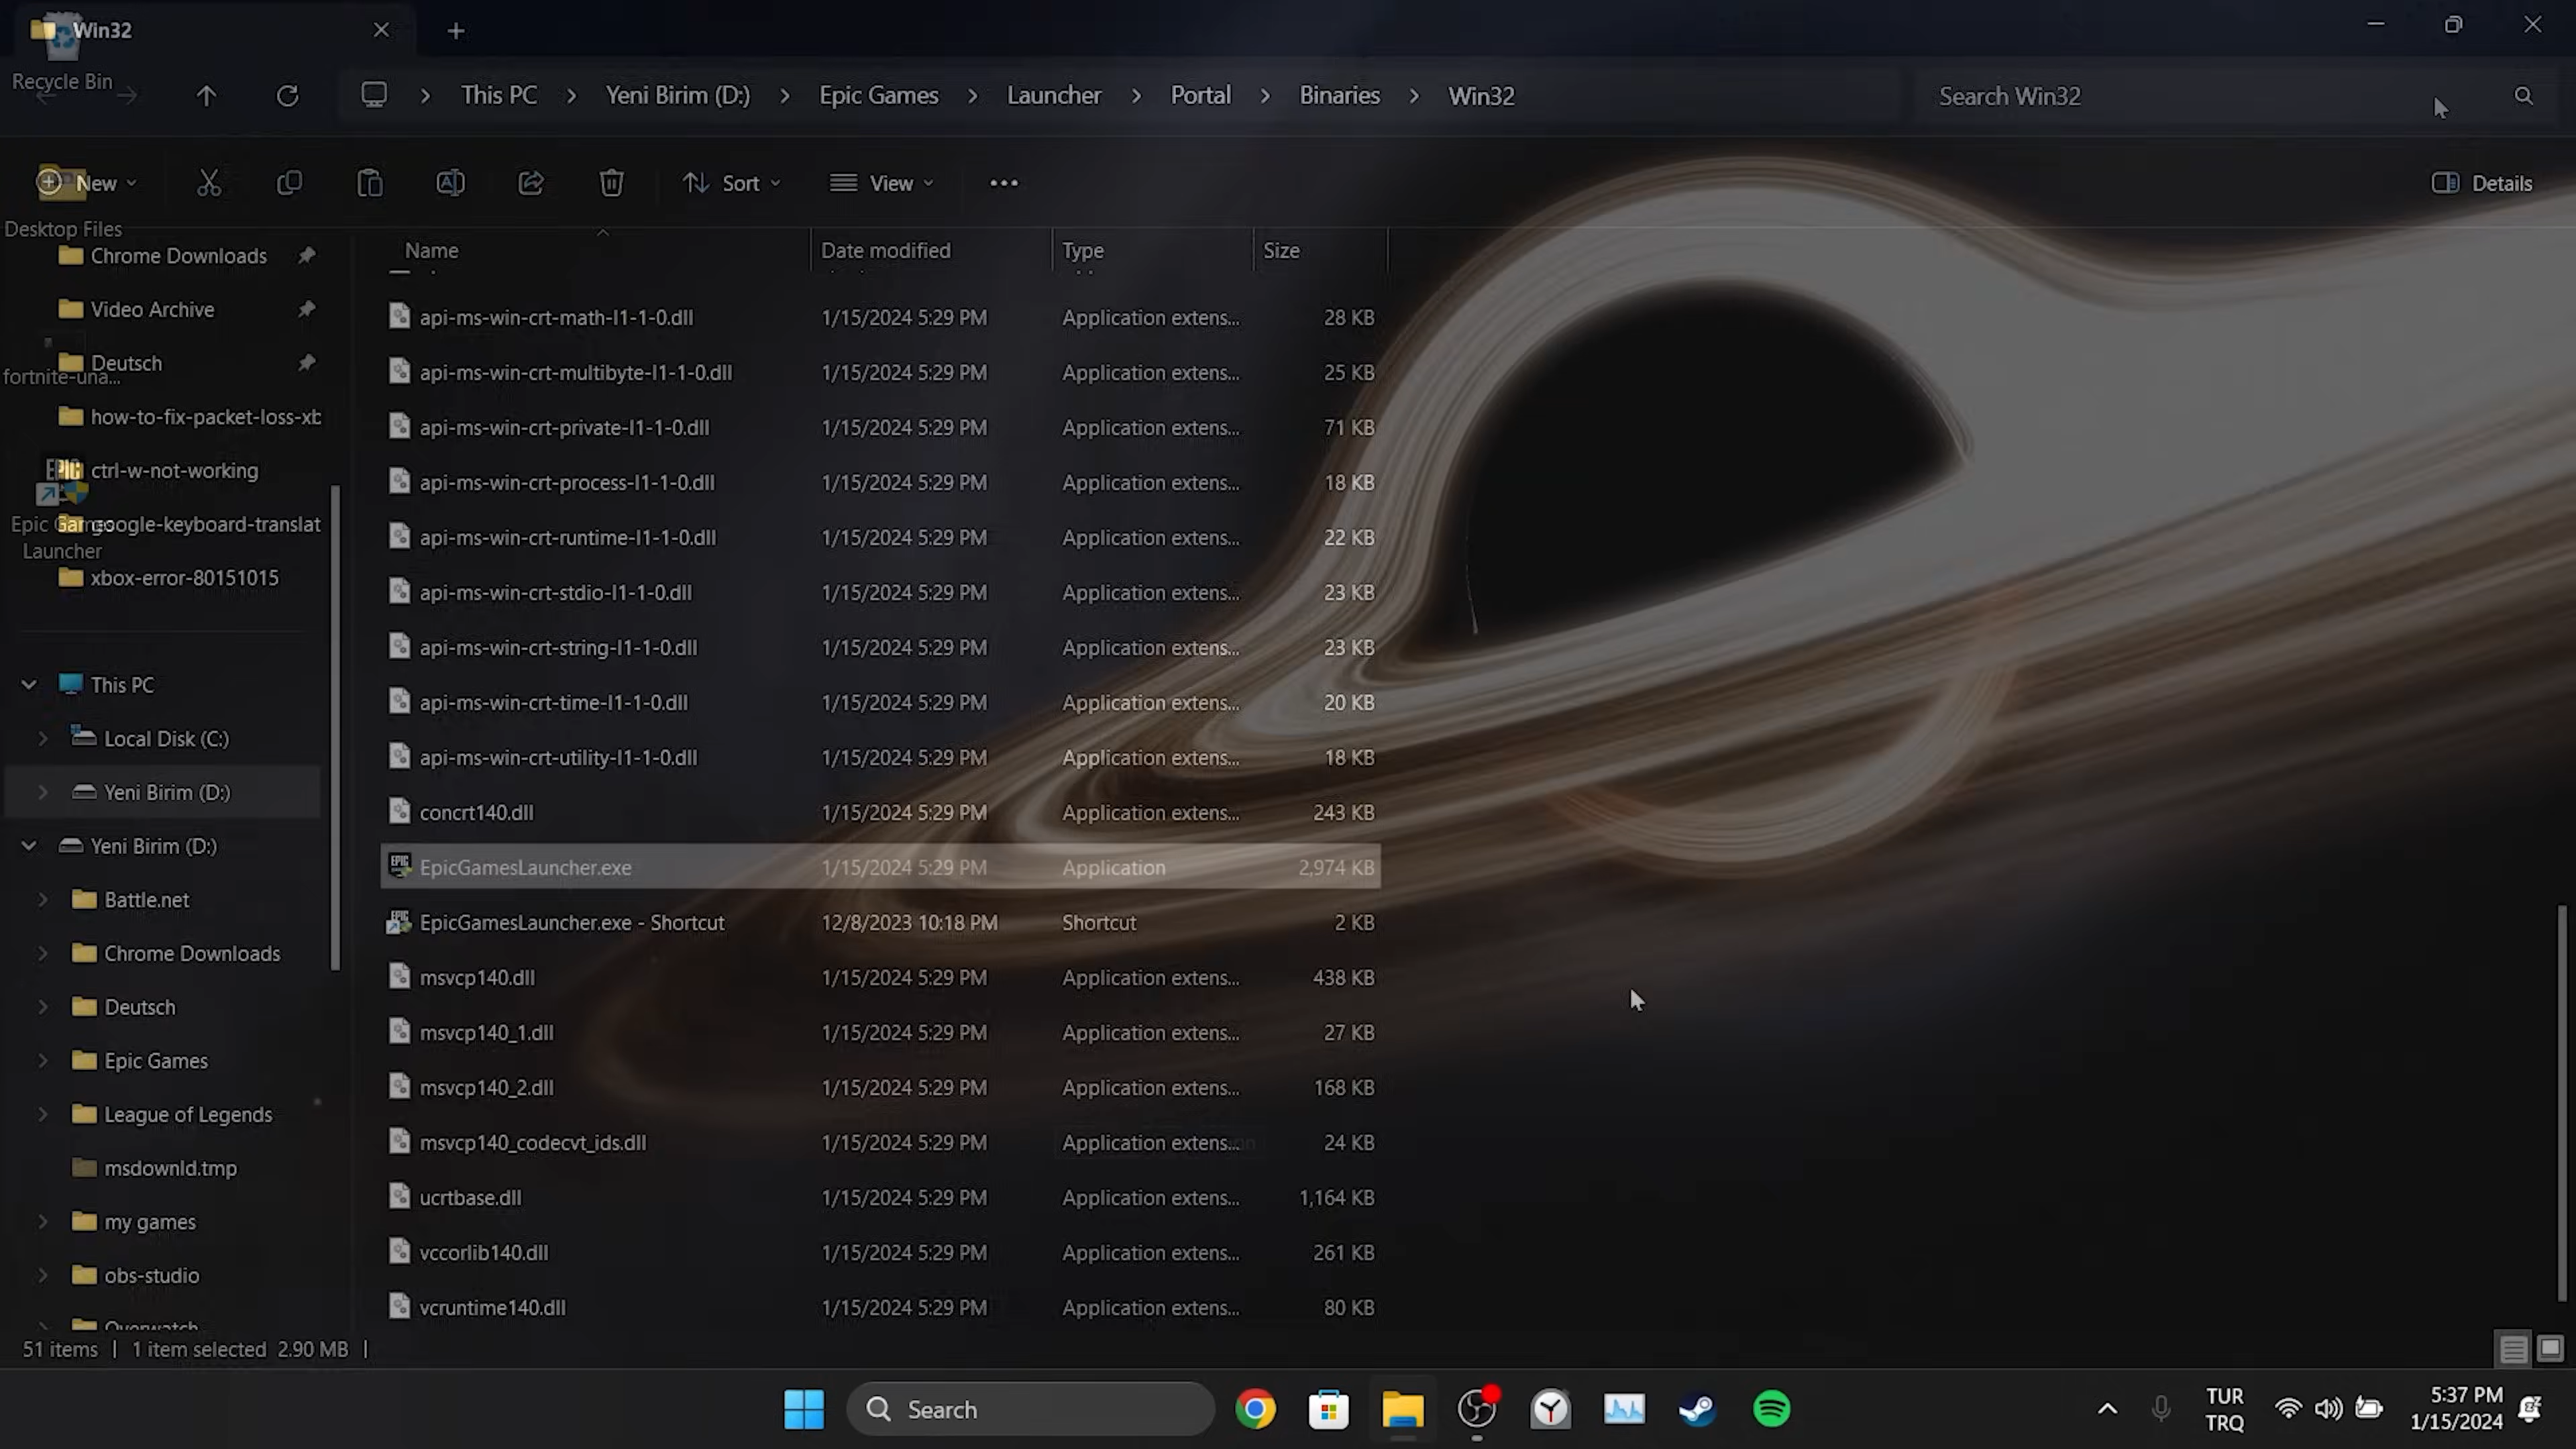 Win32
Recycle Bin
This PC
Yeni Birim (D:)
Epic Games
Launcher
Portal
Binaries
Win32
Search Win32
New
Sort
View
Details
Desktop Files
Chrome Downloads
Video Archive
Deutsch
fortnite-una...
how-to-fix-packet-loss-xb
EPIC
ctrl-w-not-working
google-keyboard-translat
Epic Games
Launcher
xbox-error-80151015
This PC
Local Disk (C:)
Yeni Birim (D:)
Yeni Birim (D:)
Battle.net
Chrome Downloads
Deutsch
Epic Games
League of Legends
msdownld.tmp
my games
obs-studio
Overwatch
Name Date modified Type Size
api-ms-win-crt-math-l1-1-0.dll 1/15/2024 5:29 PM Application extens... 28 KB
api-ms-win-crt-multibyte-l1-1-0.dll 1/15/2024 5:29 PM Application extens... 25 KB
api-ms-win-crt-private-l1-1-0.dll 1/15/2024 5:29 PM Application extens... 71 KB
api-ms-win-crt-process-l1-1-0.dll 1/15/2024 5:29 PM Application extens... 18 KB
api-ms-win-crt-runtime-l1-1-0.dll 1/15/2024 5:29 PM Application extens... 22 KB
api-ms-win-crt-stdio-l1-1-0.dll 1/15/2024 5:29 PM Application extens... 23 KB
api-ms-win-crt-string-l1-1-0.dll 1/15/2024 5:29 PM Application extens... 23 KB
api-ms-win-crt-time-l1-1-0.dll 1/15/2024 5:29 PM Application extens... 20 KB
api-ms-win-crt-utility-l1-1-0.dll 1/15/2024 5:29 PM Application extens... 18 KB
concrt140.dll 1/15/2024 5:29 PM Application extens... 243 KB
EpicGamesLauncher.exe 1/15/2024 5:29 PM Application 2,974 KB
EpicGamesLauncher.exe - Shortcut 12/8/2023 10:18 PM Shortcut 2 KB
msvcp140.dll 1/15/2024 5:29 PM Application extens... 438 KB
msvcp140_1.dll 1/15/2024 5:29 PM Application extens... 27 KB
msvcp140_2.dll 1/15/2024 5:29 PM Application extens... 168 KB
msvcp140_codecvt_ids.dll 1/15/2024 5:29 PM Application extens... 24 KB
ucrtbase.dll 1/15/2024 5:29 PM Application extens... 1,164 KB
vccorlib140.dll 1/15/2024 5:29 PM Application extens... 261 KB
vcruntime140.dll 1/15/2024 5:29 PM Application extens... 80 KB
51 items | 1 item selected 2.90 MB |
Search
TUR
TRQ
5:37 PM
1/15/2024